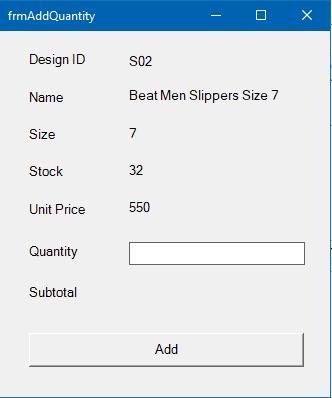 frmAddQuantity
Design ID S02
Name Beat Men Slippers Size 7
Size 7
Stock 32
Unit Price 550
Quantity
Subtotal
Add